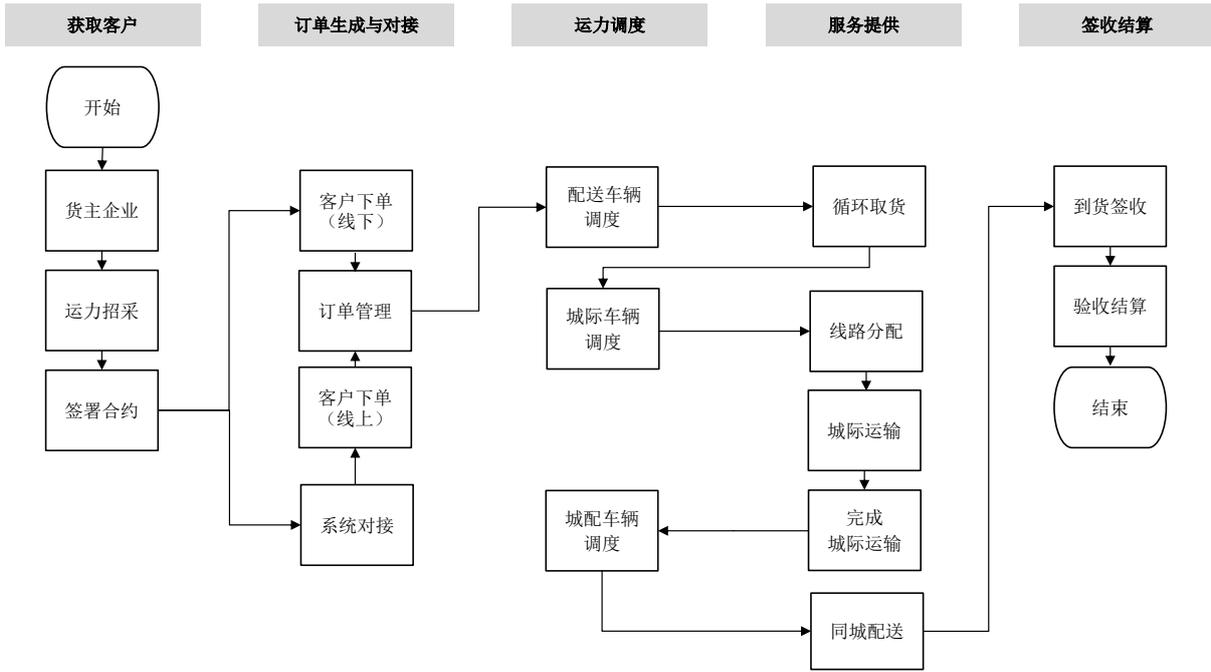 获取客户
订单生成与对接
运力调度
服务提供
签收结算
开始
货主企业
运力招采
签署合约
客户下单
（线下）
订单管理
客户下单
（线上）
系统对接
配送车辆
调度
城际车辆
调度
城配车辆
调度
循环取货
线路分配
城际运输
完成
城际运输
同城配送
到货签收
验收结算
结束